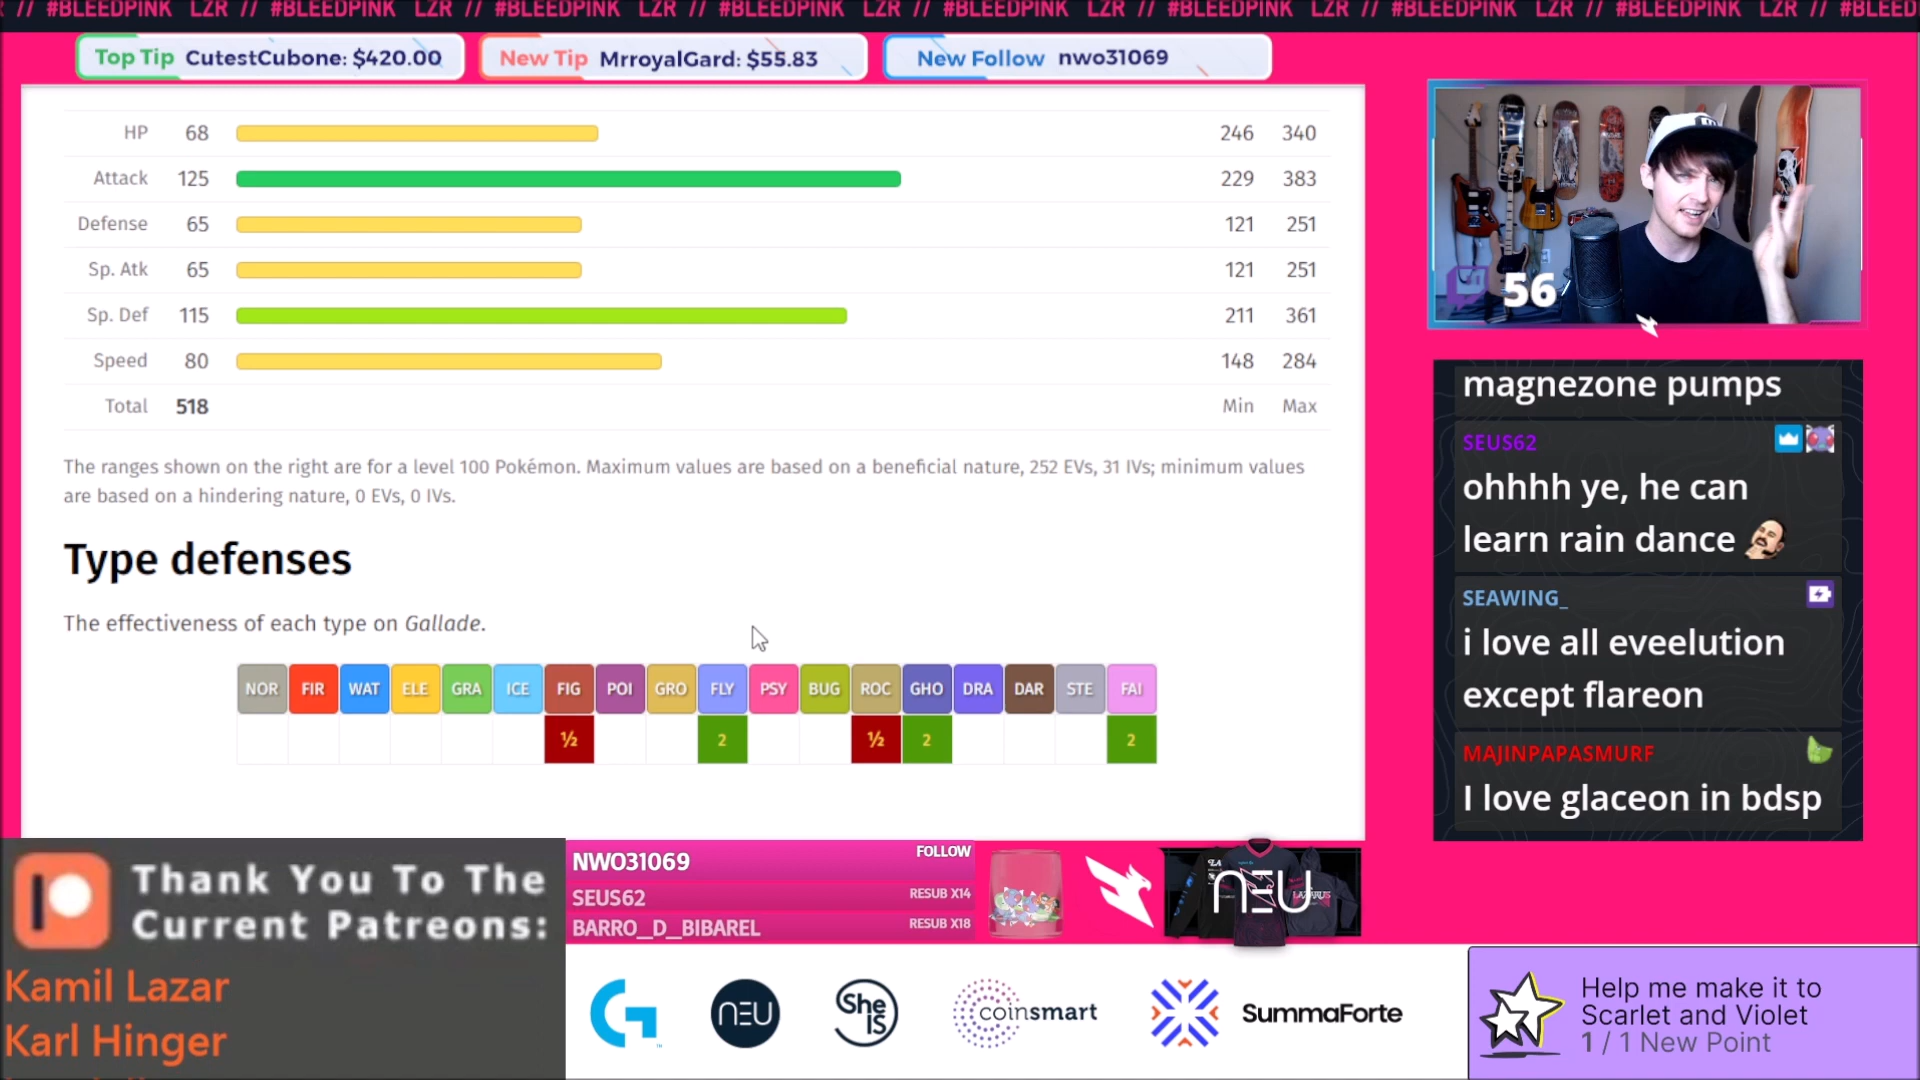 // #BLEEDPINK LZR // #BLEEDPINK LZR // #BLEEDPINK LZR // #BLEEDPINK LZR // #BLEEDPINK LZR // #BLEEDPINK LZR // #BLEEDPINK LZR // #BLEEDPINK LZR // #BLEED
Top Tip CutestCubone: $420.00
New Tip MrroyalGard: $55.83
New Follow nwo31069
HP 68 246 340
Attack 125 229 383
Defense 65 121 251
Sp. Atk 65 121 251
Sp. Def 115 211 361
Speed 80 148 284
Total 518 Min Max
The ranges shown on the right are for a level 100 Pokémon. Maximum values are based on a beneficial nature, 252 EVs, 31 IVs; minimum values
are based on a hindering nature, 0 EVs, 0 IVs.
Type defenses
The effectiveness of each type on Gallade.
NOR FIR WAT ELE GRA ICE FIG POI GRO FLY PSY BUG ROC GHO DRA DAR STE FAI
½ 2 ½ 2 2
56
magnezone pumps
SEUS62
ohhhh ye, he can
learn rain dance
SEAWING_
i love all eveelution
except flareon
MAJINPAPASMURF
I love glaceon in bdsp
Thank You To The
Current Patreons:
Kamil Lazar
Karl Hinger
NWO31069 FOLLOW
SEUS62 RESUB X14
BARRO_D_BIBAREL RESUB X18
NEU
G
NEU
She
IS
coinsmart
SummaForte
Help me make it to
Scarlet and Violet
1 / 1 New Point